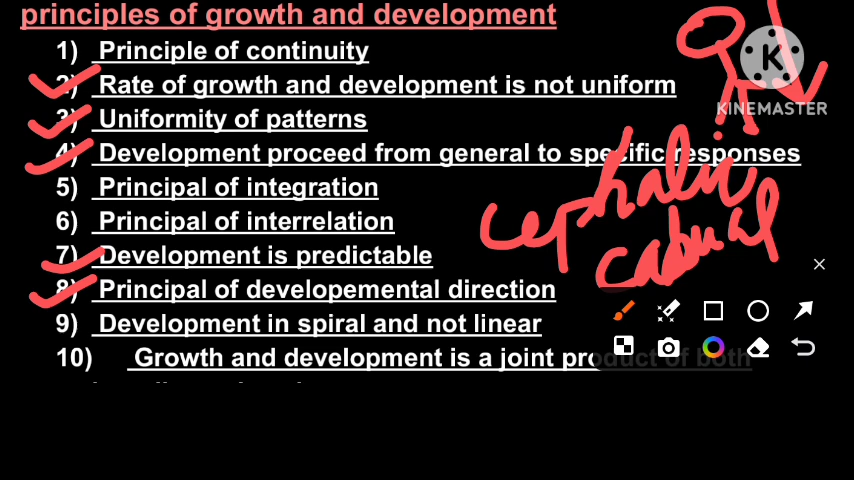 principles of growth and development
1) Principle of continuity
2) Rate of growth and development is not uniform
3) Uniformity of patterns
4) Development proceed from general to specific responses
5) Principal of integration
6) Principal of interrelation
7) Development is predictable
8) Principal of developemental direction
9) Development in spiral and not linear
10) Growth and development is a joint product of both
K
KINEMASTER
cephalic